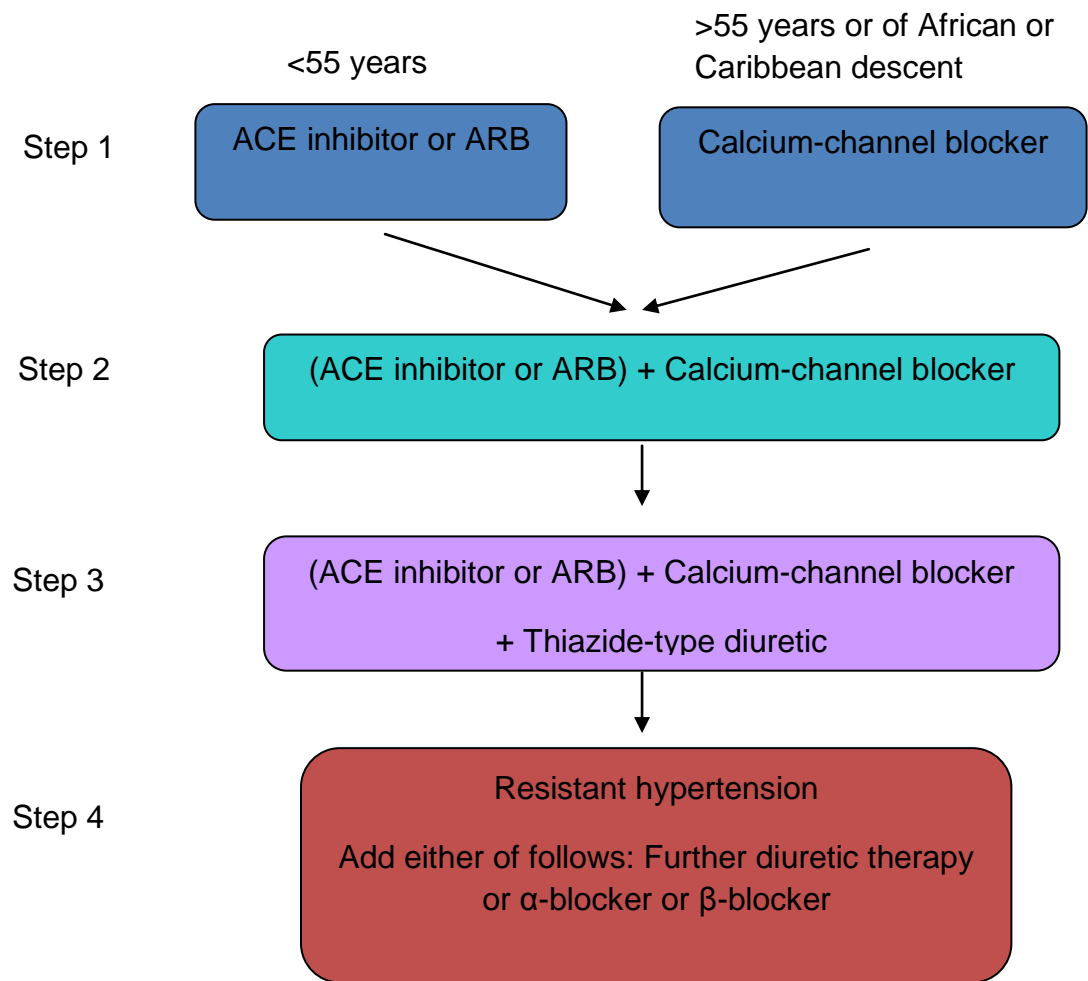 <55 years
>55 years or of African or
Caribbean descent
Step 1
ACE inhibitor or ARB
Calcium-channel blocker
Step 2
(ACE inhibitor or ARB) + Calcium-channel blocker
Step 3
(ACE inhibitor or ARB) + Calcium-channel blocker
+ Thiazide-type diuretic
Step 4
Resistant hypertension
Add either of follows: Further diuretic therapy
or α-blocker or β-blocker